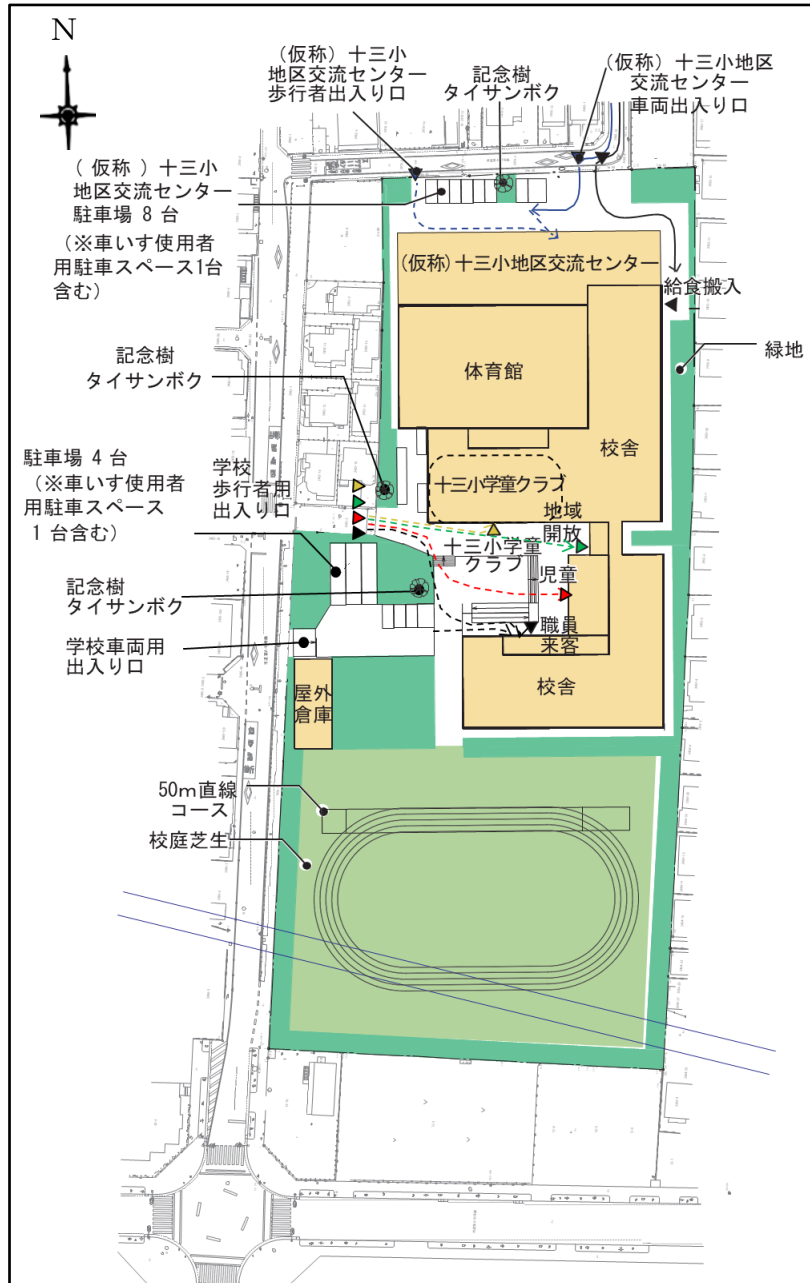 N
(仮称)十三小
地区交流センター
歩行者出入り口
記念樹
タイサンボク
(仮称)十三小地区
交流センター
車両出入り口
(仮称)十三小
地区交流センター
駐車場 8 台
(※車いす使用者
用駐車スペース1台
含む)
(仮称)十三小地区交流センター
給食搬入
緑地
体育館
校舎
記念樹
タイサンボク
駐車場 4 台
(※車いす使用者
用駐車スペース
1 台含む)
学校
歩行者用
出入り口
十三小学童クラブ
地域
開放
十三小学童
クラブ
児童
記念樹
タイサンボク
職員
来客
学校車両用
出入り口
校舎
屋外
倉庫
50m直線
コース
校庭芝生